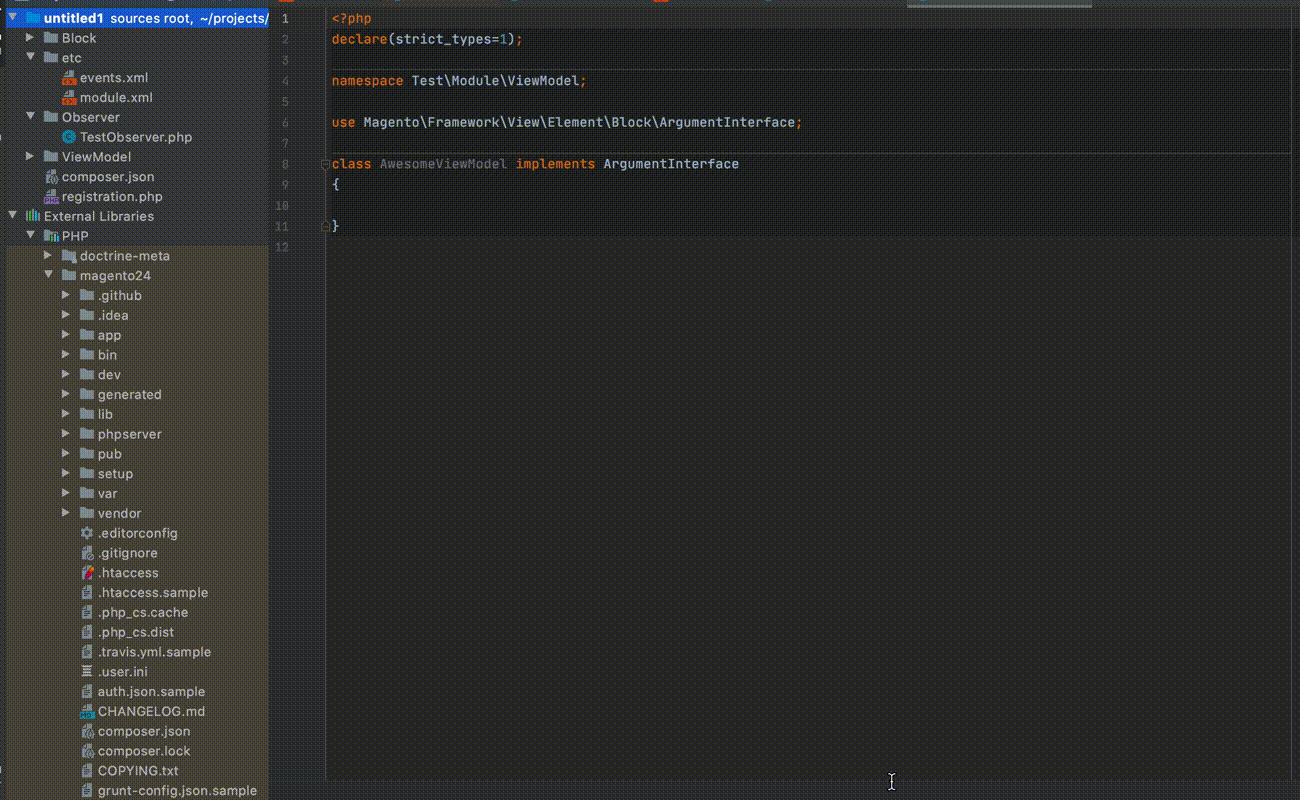 untitled1 sources root, ~/projects/
Block
etc
events.xml
module.xml
Observer
TestObserver.php
ViewModel
composer.json
registration.php
External Libraries
PHP
doctrine-meta
magento24
.github
.idea
app
bin
dev
generated
lib
phpserver
pub
setup
var
vendor
.editorconfig
.gitignore
.htaccess
.htaccess.sample
.php_cs.cache
.php_cs.dist
.travis.yml.sample
.user.ini
auth.json.sample
CHANGELOG.md
composer.json
composer.lock
COPYING.txt
grunt-config.json.sample
1 <?php
2 declare(strict_types=1);
3
4 namespace Test\Module\ViewModel;
5
6 use Magento\Framework\View\Element\Block\ArgumentInterface;
7
8 class AwesomeViewModel implements ArgumentInterface
9 {
10
11 }
12